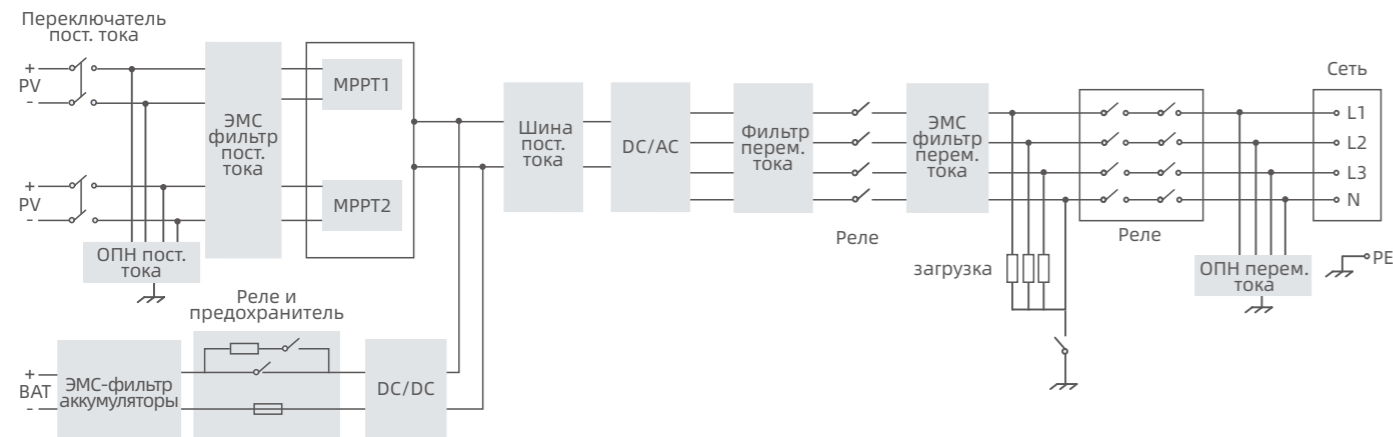 Переключатель
пост. тока
+
PV
-
+
PV
-
ОПН пост.
тока
ЭМС
фильтр
пост.
тока
MPPT1
MPPT2
Реле и
предохранитель
+
BAT
-
ЭМС-фильтр
аккумуляторы
DC/DC
Шина
пост.
тока
DC/AC
Фильтр
перем.
тока
Реле
ЭМС
фильтр
перем.
тока
загрузка
Реле
ОПН перем.
тока
Сеть
L1
L2
L3
N
PE